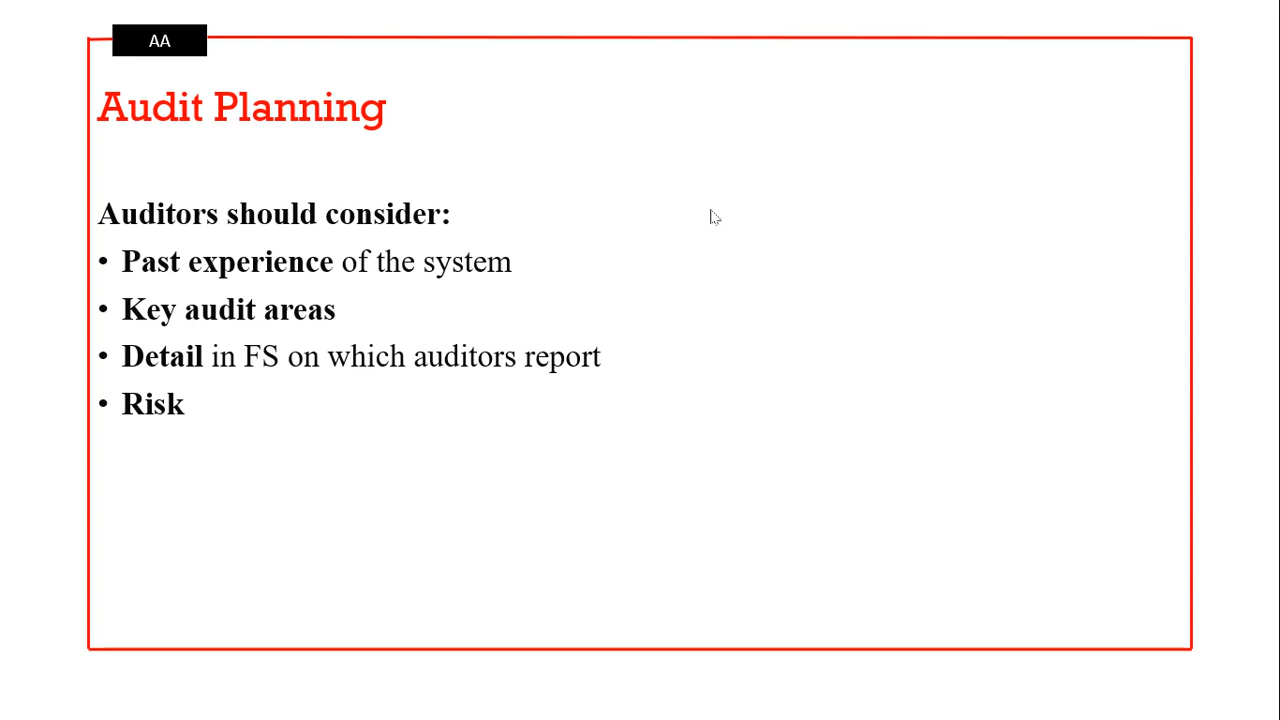 AA
Audit Planning
Auditors should consider:
• Past experience of the system
• Key audit areas
• Detail in FS on which auditors report
• Risk